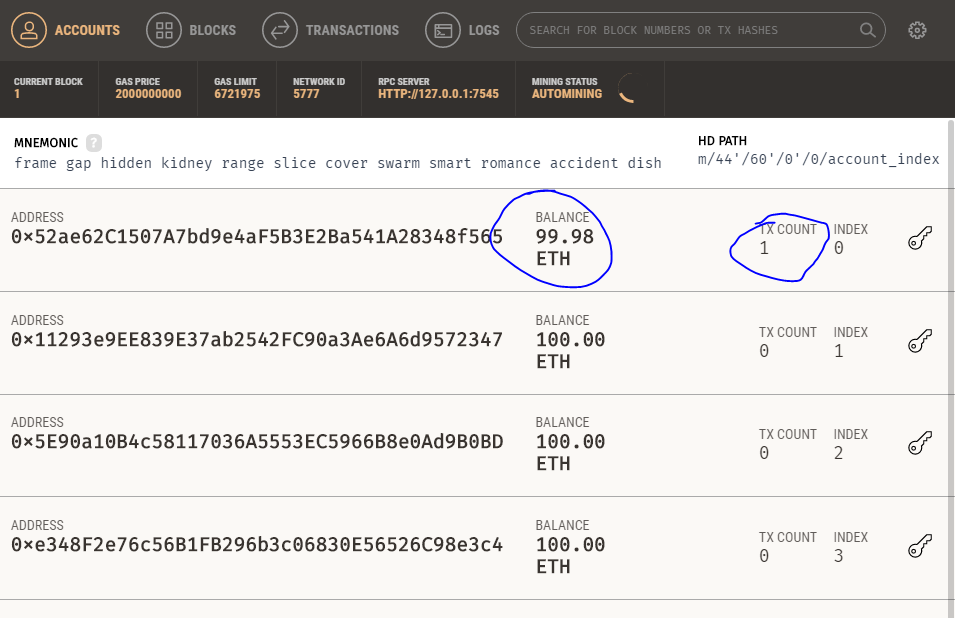 ACCOUNTS BLOCKS TRANSACTIONS LOGS SEARCH FOR BLOCK NUMBERS OR TX HASHES
CURRENT BLOCK GAS PRICE GAS LIMIT NETWORK ID RPC SERVER MINING STATUS
1 2000000000 6721975 5777 HTTP://127.0.0.1:7545 AUTOMINING
MNEMONIC ? HD PATH
frame gap hidden kidney range slice cover swarm smart romance accident dish m/44'/60'/0'/0/account_index
ADDRESS BALANCE TX COUNT INDEX
0×52ae62C1507A7bd9e4aF5B3E2Ba541A28348f565 99.98 1 0
ETH
ADDRESS BALANCE TX COUNT INDEX
0×11293e9EE839E37ab2542FC90a3Ae6A6d9572347 100.00 0 1
ETH
ADDRESS BALANCE TX COUNT INDEX
0×5E90a10B4c58117036A5553EC5966B8e0Ad9B0BD 100.00 0 2
ETH
ADDRESS BALANCE TX COUNT INDEX
0×e348F2e76c56B1FB296b3c06830E56526C98e3c4 100.00 0 3
ETH